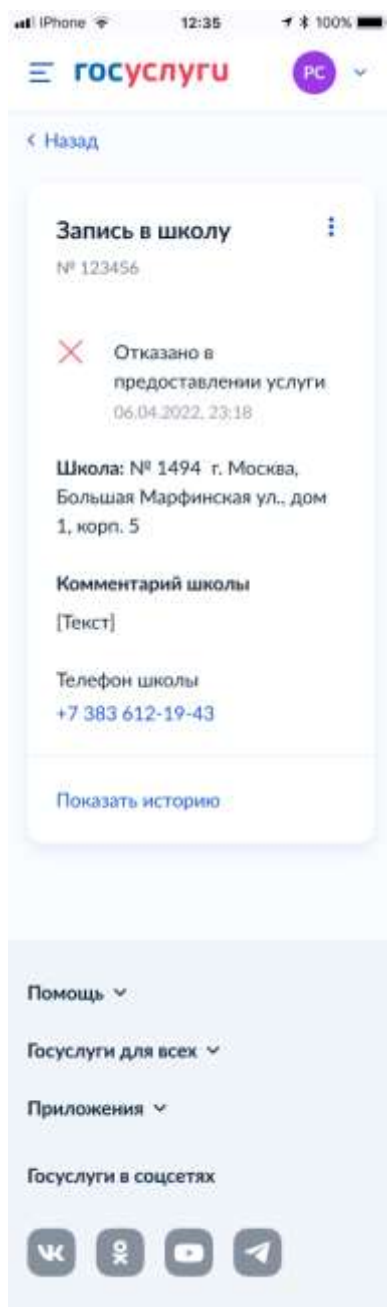 iPhone 12:35 100%
госуслуги РС
Назад
Запись в школу
№ 123456
Отказано в
предоставлении услуги
06.04.2022, 23:18
Школа: № 1494 г. Москва,
Большая Марфинская ул., дом
1, корп. 5
Комментарий школы
[Текст]
Телефон школы
+7 383 612-19-43
Показать историю
Помощь
Госуслуги для всех
Приложения
Госуслуги в соцсетях